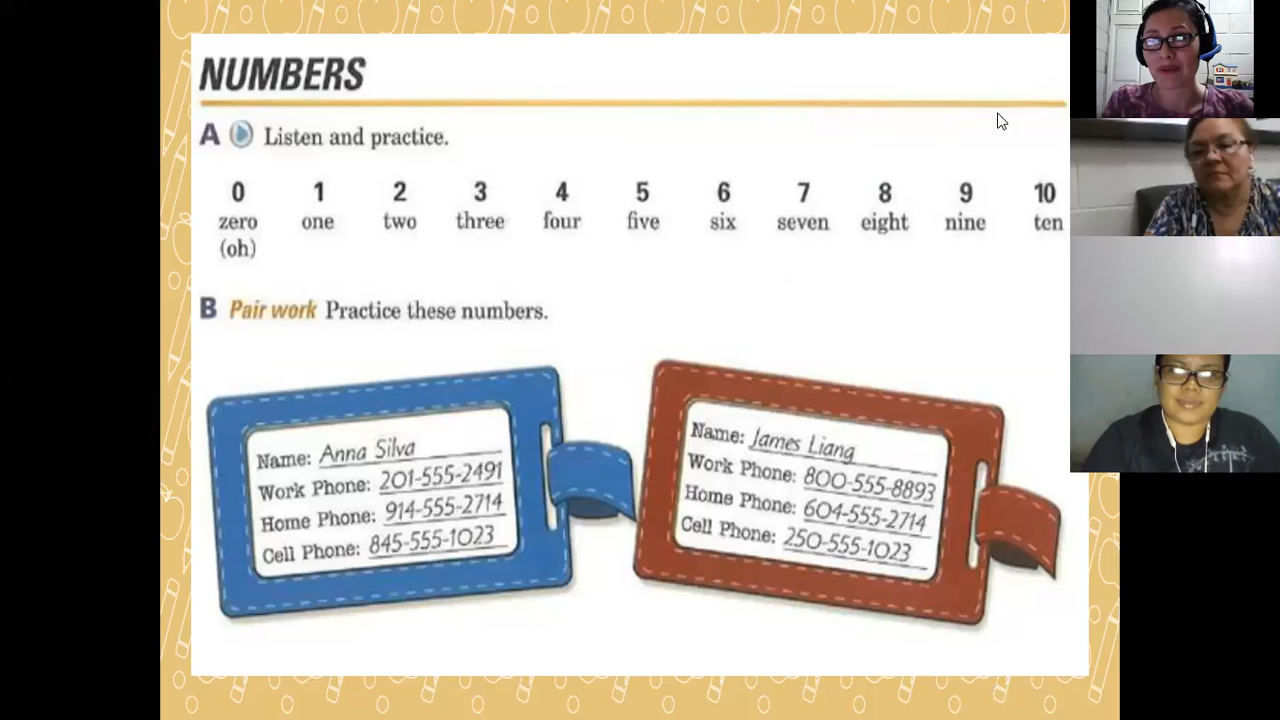 NUMBERS
A Listen and practice.
0 1 2 3 4 5 6 7 8 9 10
zero one two three four five six seven eight nine ten
(oh)
B Pair work Practice these numbers.
Name: Anna Silva
Work Phone: 201-555-2491
Home Phone: 914-555-2714
Cell Phone: 845-555-1023
Name: James Liang
Work Phone: 800-555-8893
Home Phone: 604-555-2714
Cell Phone: 250-555-1023